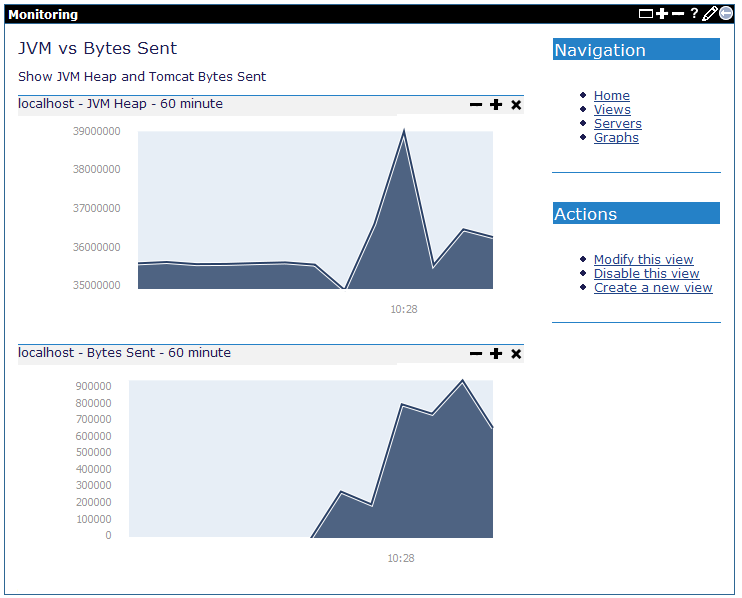 Monitoring
?
JVM vs Bytes Sent
Show JVM Heap and Tomcat Bytes Sent
localhost - JVM Heap - 60 minute
39000000
38000000
37000000
36000000
35000000
10:28
localhost - Bytes Sent - 60 minute
900000
800000
700000
600000
500000
400000
300000
200000
100000
0
10:28
Navigation
Home
Views
Servers
Graphs
Actions
Modify this view
Disable this view
Create a new view